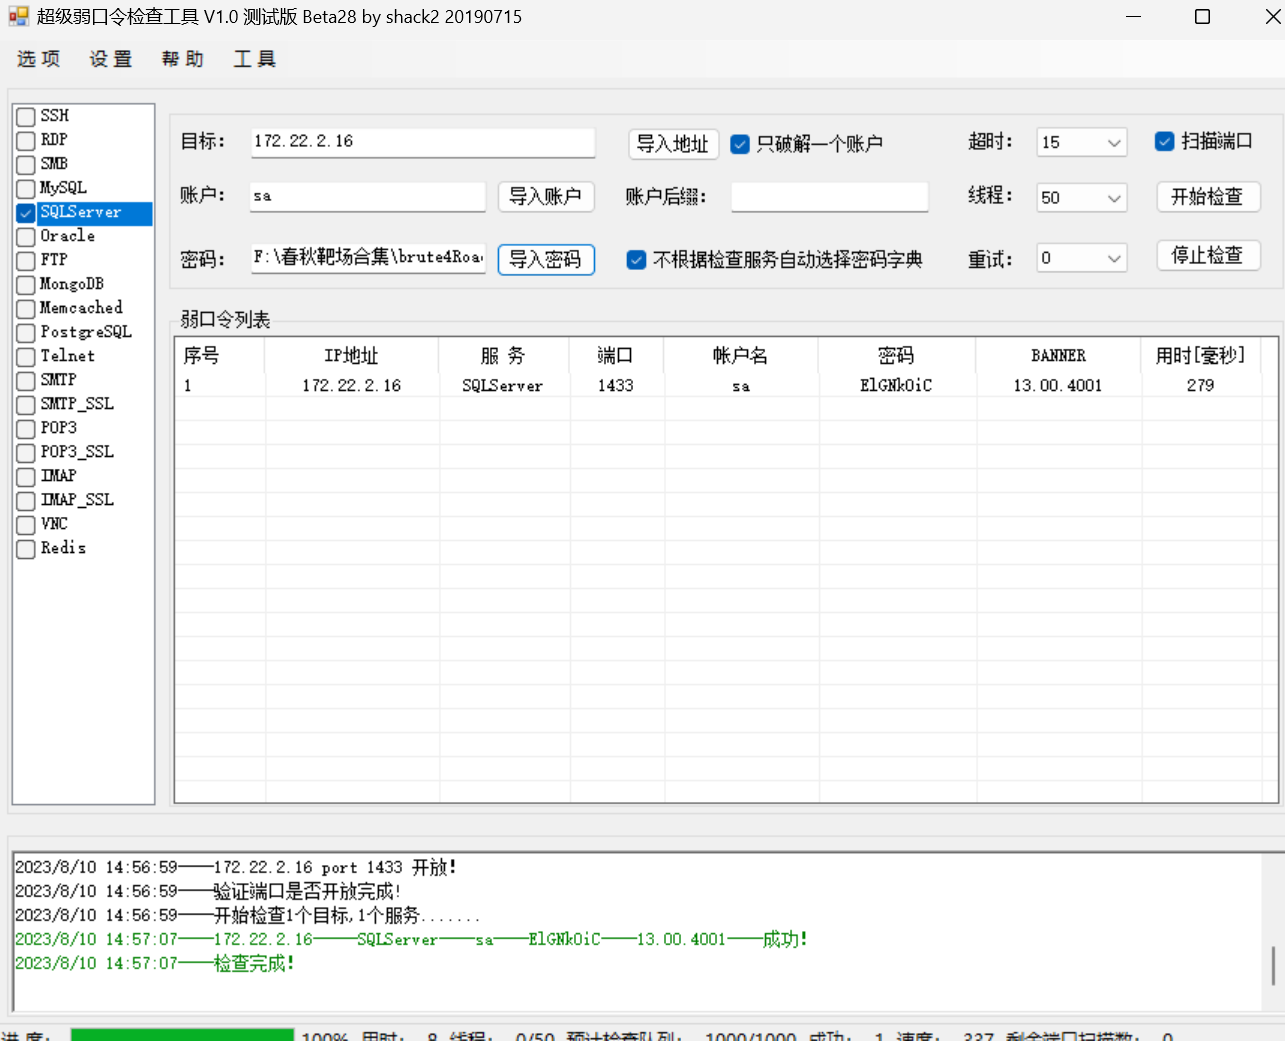 超级弱口令检查工具 V1.0 测试版 Beta28 by shack2 20190715
选项 设置 帮助 工具
SSH
RDP
SMB
MySQL
SQLServer
Oracle
FTP
MongoDB
Memcached
PostgreSQL
Telnet
SMTP
SMTP_SSL
POP3
POP3_SSL
IMAP
IMAP_SSL
VNC
Redis
目标： 172.22.2.16 导入地址 只破解一个账户 超时： 15 扫描端口
账户： sa 导入账户 账户后缀： 线程： 50 开始检查
密码： F:\春秋靶场合集\brute4Roa 导入密码 不根据检查服务自动选择密码字典 重试： 0 停止检查
弱口令列表
序号 IP地址 服 务 端口 帐户名 密码 BANNER 用时[毫秒]
1 172.22.2.16 SQLServer 1433 sa ElGNkOiC 13.00.4001 279
2023/8/10 14:56:59——172.22.2.16 port 1433 开放!
2023/8/10 14:56:59——验证端口是否开放完成!
2023/8/10 14:56:59——开始检查1个目标,1个服务.......
2023/8/10 14:57:07——172.22.2.16——SQLServer——sa——ElGNkOiC——13.00.4001——成功!
2023/8/10 14:57:07——检查完成!
进度： 100% 用时： 8 线程： 0/50 预计检查队列： 1000/1000 成功： 1 速度： 337 剩余端口扫描数： 0